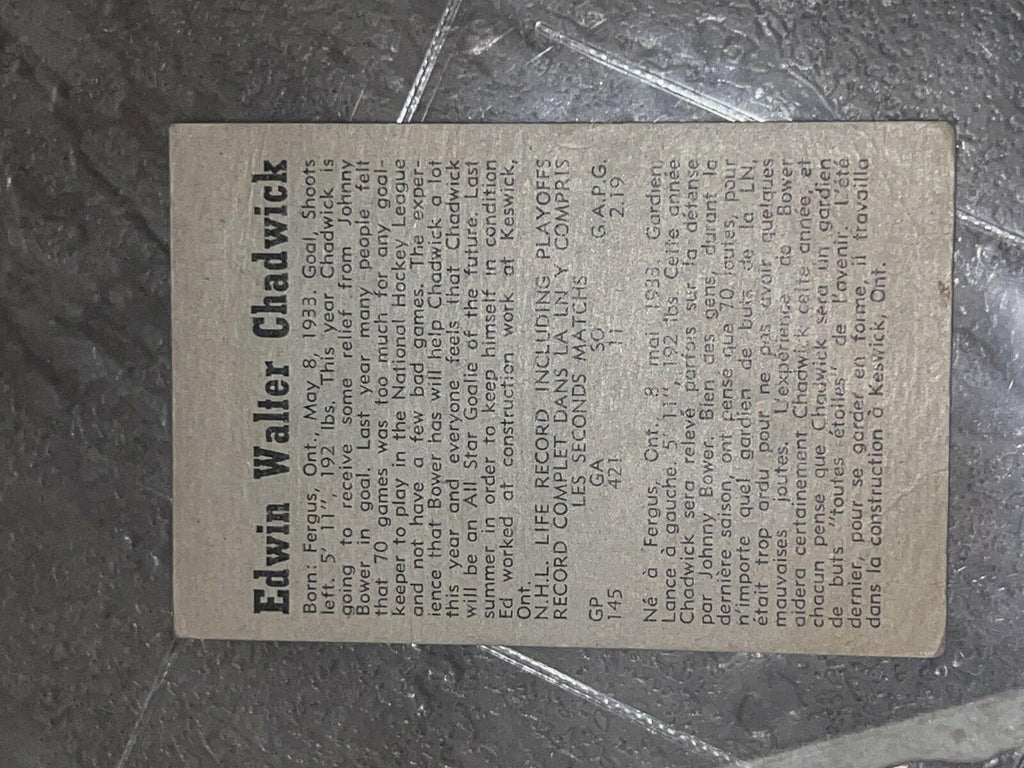 Edwin Walter Chadwick
Born: Fergus, Ont., May 8, 1933. Goal, Shoots
left. 5' 11", 192 lbs. This year Chadwick is
going to receive some relief from Johnny
Bower in goal. Last year many people felt
that 70 games was too much for any goal-
keeper to play in the National Hockey League
and not have a few bad games. The exper-
ience that Bower has will help Chadwick a lot
this year and everyone feels that Chadwick
will be an All Star Goalie of the future. Last
summer in order to keep himself in condition
Ed worked at construction work at Keswick,
Ont.
N.H.L. LIFE RECORD INCLUDING PLAYOFFS
RECORD COMPLET DANS LA LN Y COMPRIS
LES SECONDS MATCHS
GP GA SO G.A.P.G.
145 421 11 2.19
Né à Fergus, Ont. 8 mai 1933. Gardien.
Lance à gauche. 5' 11", 192 lbs Cette année
Chadwick sera relevé parfois sur la défense
par Johnny Bower. Bien des gens, durant la
dernière saison, ont pensé que 70 joutes, pour
n'importe quel gardien de buts de la LN,
était trop ardu pour ne pas avoir quelques
mauvaises joutes. L'expérience de Bower
aidera certainement Chadwick cette année, et
chacun pense que Chadwick sera un gardien
de buts "toutes étoiles" de l'avenir. L'été
dernier, pour se garder en forme, il travailla
dans la construction à Keswick, Ont.